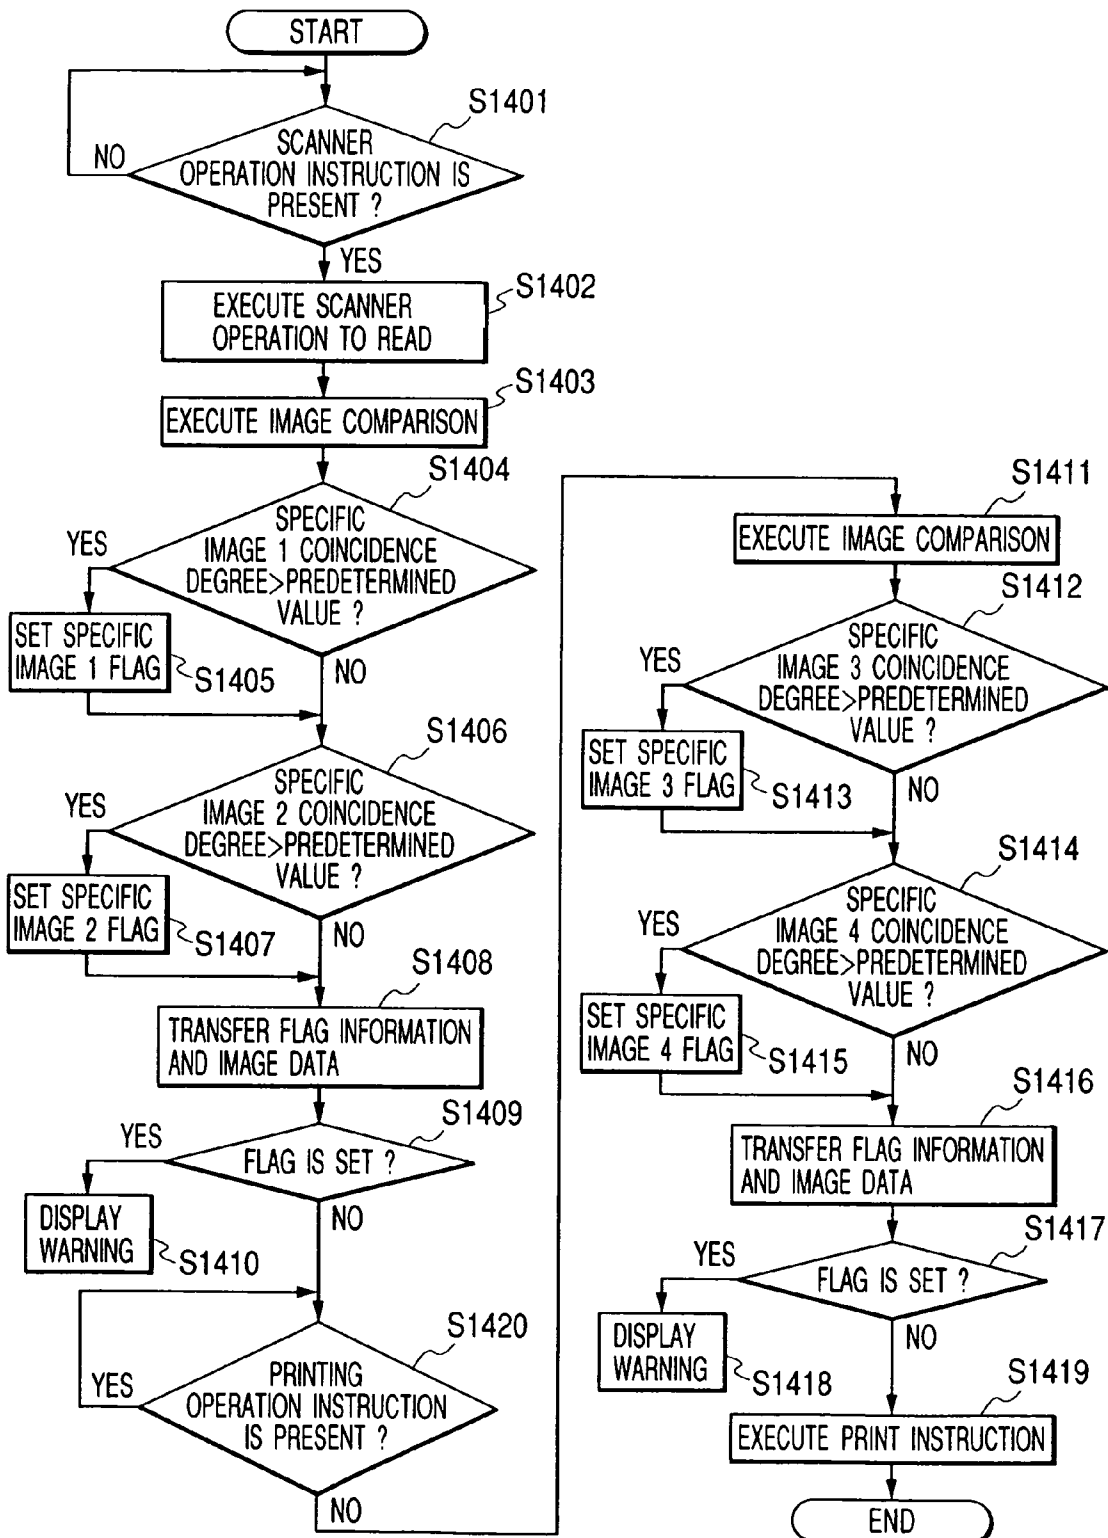 START
S1401
SCANNER
OPERATION INSTRUCTION IS
PRESENT ?
NO
YES
S1402
EXECUTE SCANNER
OPERATION TO READ
S1403
EXECUTE IMAGE COMPARISON
S1404
SPECIFIC
IMAGE 1 COINCIDENCE
DEGREE>PREDETERMINED
VALUE ?
YES
SET SPECIFIC
IMAGE 1 FLAG
S1405
NO
S1406
SPECIFIC
IMAGE 2 COINCIDENCE
DEGREE>PREDETERMINED
VALUE ?
YES
SET SPECIFIC
IMAGE 2 FLAG
S1407
NO
S1408
TRANSFER FLAG INFORMATION
AND IMAGE DATA
S1409
YES
FLAG IS SET ?
NO
DISPLAY
WARNING
S1410
S1420
YES
PRINTING
OPERATION INSTRUCTION
IS PRESENT ?
NO
S1411
EXECUTE IMAGE COMPARISON
S1412
SPECIFIC
IMAGE 3 COINCIDENCE
DEGREE>PREDETERMINED
VALUE ?
YES
SET SPECIFIC
IMAGE 3 FLAG
S1413
NO
S1414
SPECIFIC
IMAGE 4 COINCIDENCE
DEGREE>PREDETERMINED
VALUE ?
YES
SET SPECIFIC
IMAGE 4 FLAG
S1415
NO
S1416
TRANSFER FLAG INFORMATION
AND IMAGE DATA
S1417
YES
FLAG IS SET ?
NO
DISPLAY
WARNING
S1418
S1419
EXECUTE PRINT INSTRUCTION
END